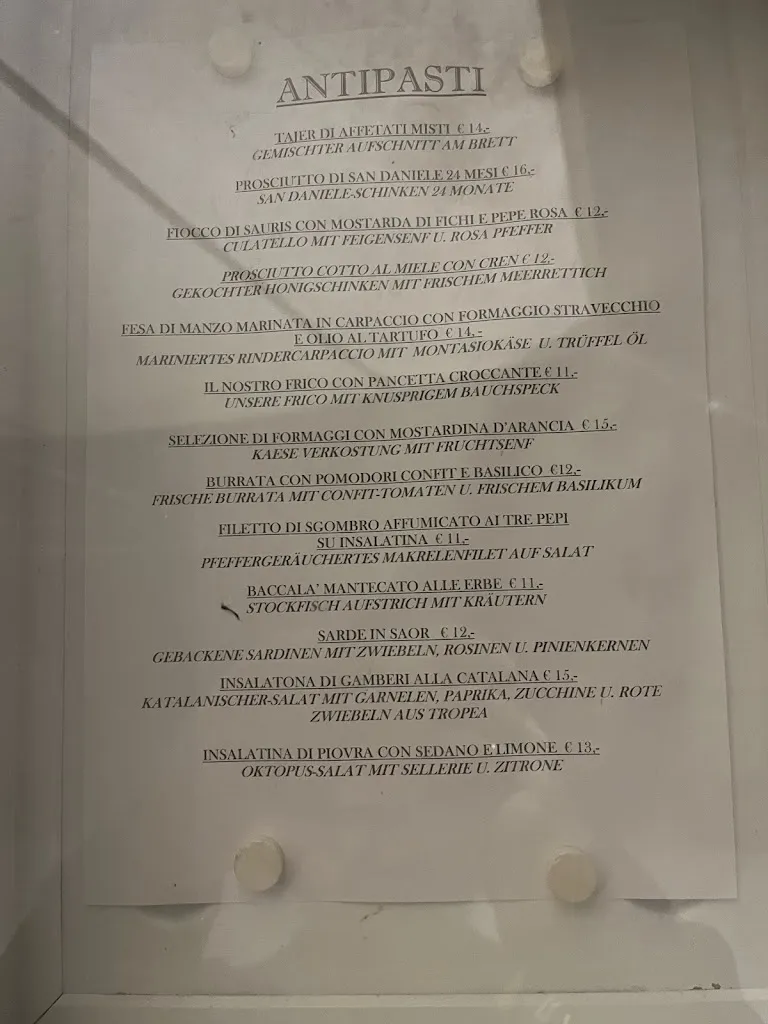 ANTIPASTI
TAJER DI AFFETATI MISTI € 14,-
GEMISCHTER AUFSCHNITT AM BRETT
PROSCIUTTO DI SAN DANIELE 24 MESI € 16,-
SAN DANIELE-SCHINKEN 24 MONATE
FIOCCO DI SAURIS CON MOSTARDA DI FICHI E PEPE ROSA € 12,-
CULATELLO MIT FEIGENSENF U. ROSA PFEFFER
PROSCIUTTO COTTO AL MIELE CON CREN € 12,-
GEKOCHTER HONIGSCHINKEN MIT FRISCHEM MEERRETTICH
FESA DI MANZO MARINATA IN CARPACCIO CON FORMAGGIO STRAVECCHIO
E OLIO AL TARTUFO € 14,-
MARINIERTES RINDERCARPACCIO MIT MONTASIOKÄSE U. TRÜFFEL ÖL
IL NOSTRO FRICO CON PANCETTA CROCCANTE € 11,-
UNSERE FRICO MIT KNUSPRIGEM BAUCHSPECK
SELEZIONE DI FORMAGGI CON MOSTARDINA D'ARANCIA € 15,-
KAESE VERKOSTUNG MIT FRUCHTSENF
BURRATA CON POMODORI CONFIT E BASILICO €12,-
FRISCHE BURRATA MIT CONFIT-TOMATEN U. FRISCHEM BASILIKUM
FILETTO DI SGOMBRO AFFUMICATO AI TRE PEPI
SU INSALATINA € 11,-
PFEFFERGERÄUCHERTES MAKRELENFILET AUF SALAT
BACCALA' MANTECATO ALLE ERBE € 11,-
STOCKFISCH AUFSTRICH MIT KRÄUTERN
SARDE IN SAOR € 12,-
GEBACKENE SARDINEN MIT ZWIEBELN, ROSINEN U. PINIENKERNEN
INSALATONA DI GAMBERI ALLA CATALANA € 15,-
KATALANISCHER-SALAT MIT GARNELEN, PAPRIKA, ZUCCHINE U. ROTE
ZWIEBELN AUS TROPEA
INSALATINA DI PIOVRA CON SEDANO E LIMONE € 13,-
OKTOPUS-SALAT MIT SELLERIE U. ZITRONE